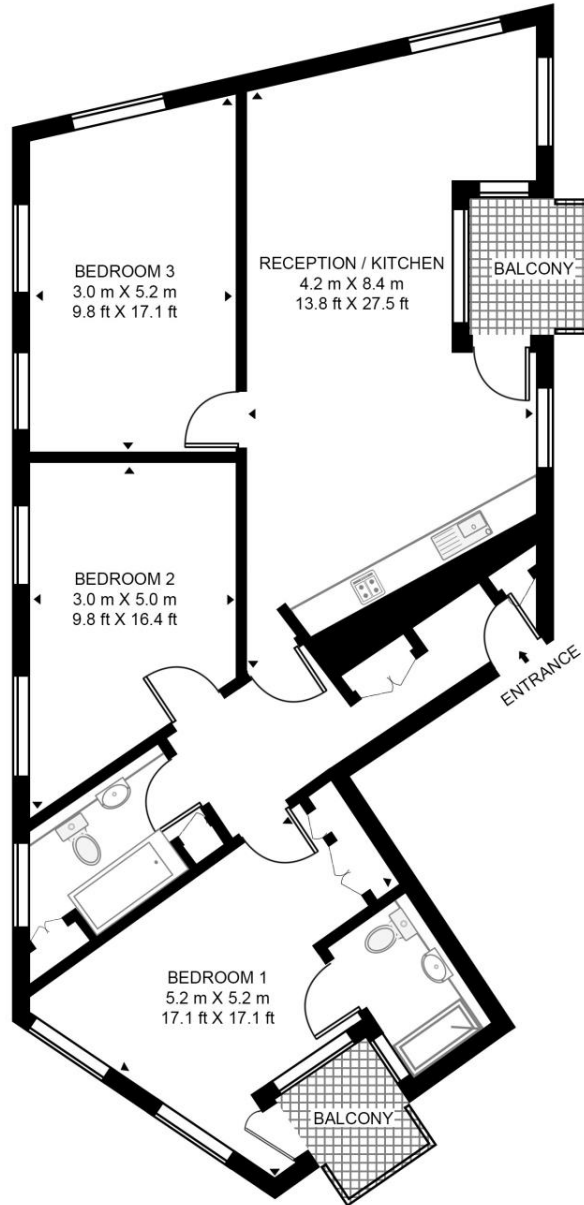 BEDROOM 3
3.0 m X 5.2 m
9.8 ft X 17.1 ft
RECEPTION / KITCHEN
4.2 m X 8.4 m
13.8 ft X 27.5 ft
BALCONY
BEDROOM 2
3.0 m X 5.0 m
9.8 ft X 16.4 ft
ENTRANCE
BEDROOM 1
5.2 m X 5.2 m
17.1 ft X 17.1 ft
BALCONY